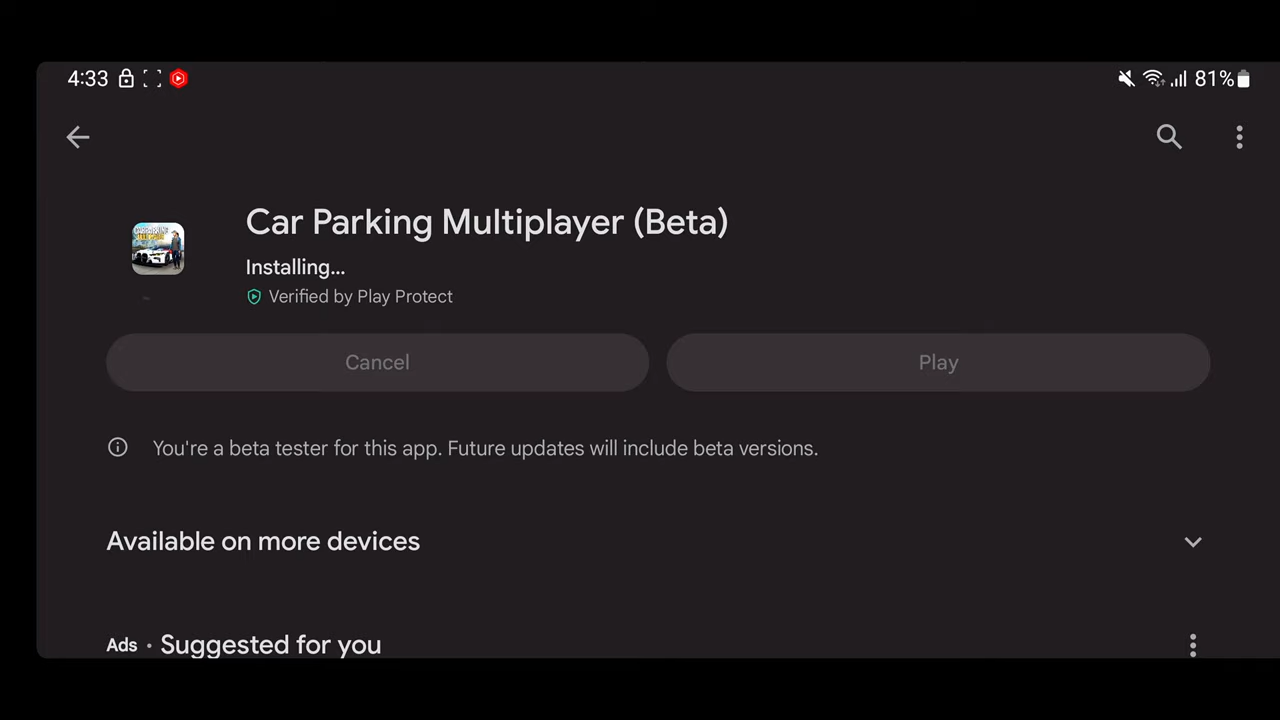 4:33
81%
Car Parking Multiplayer (Beta)
Installing...
Verified by Play Protect
Cancel
Play
You're a beta tester for this app. Future updates will include beta versions.
Available on more devices
Ads • Suggested for you